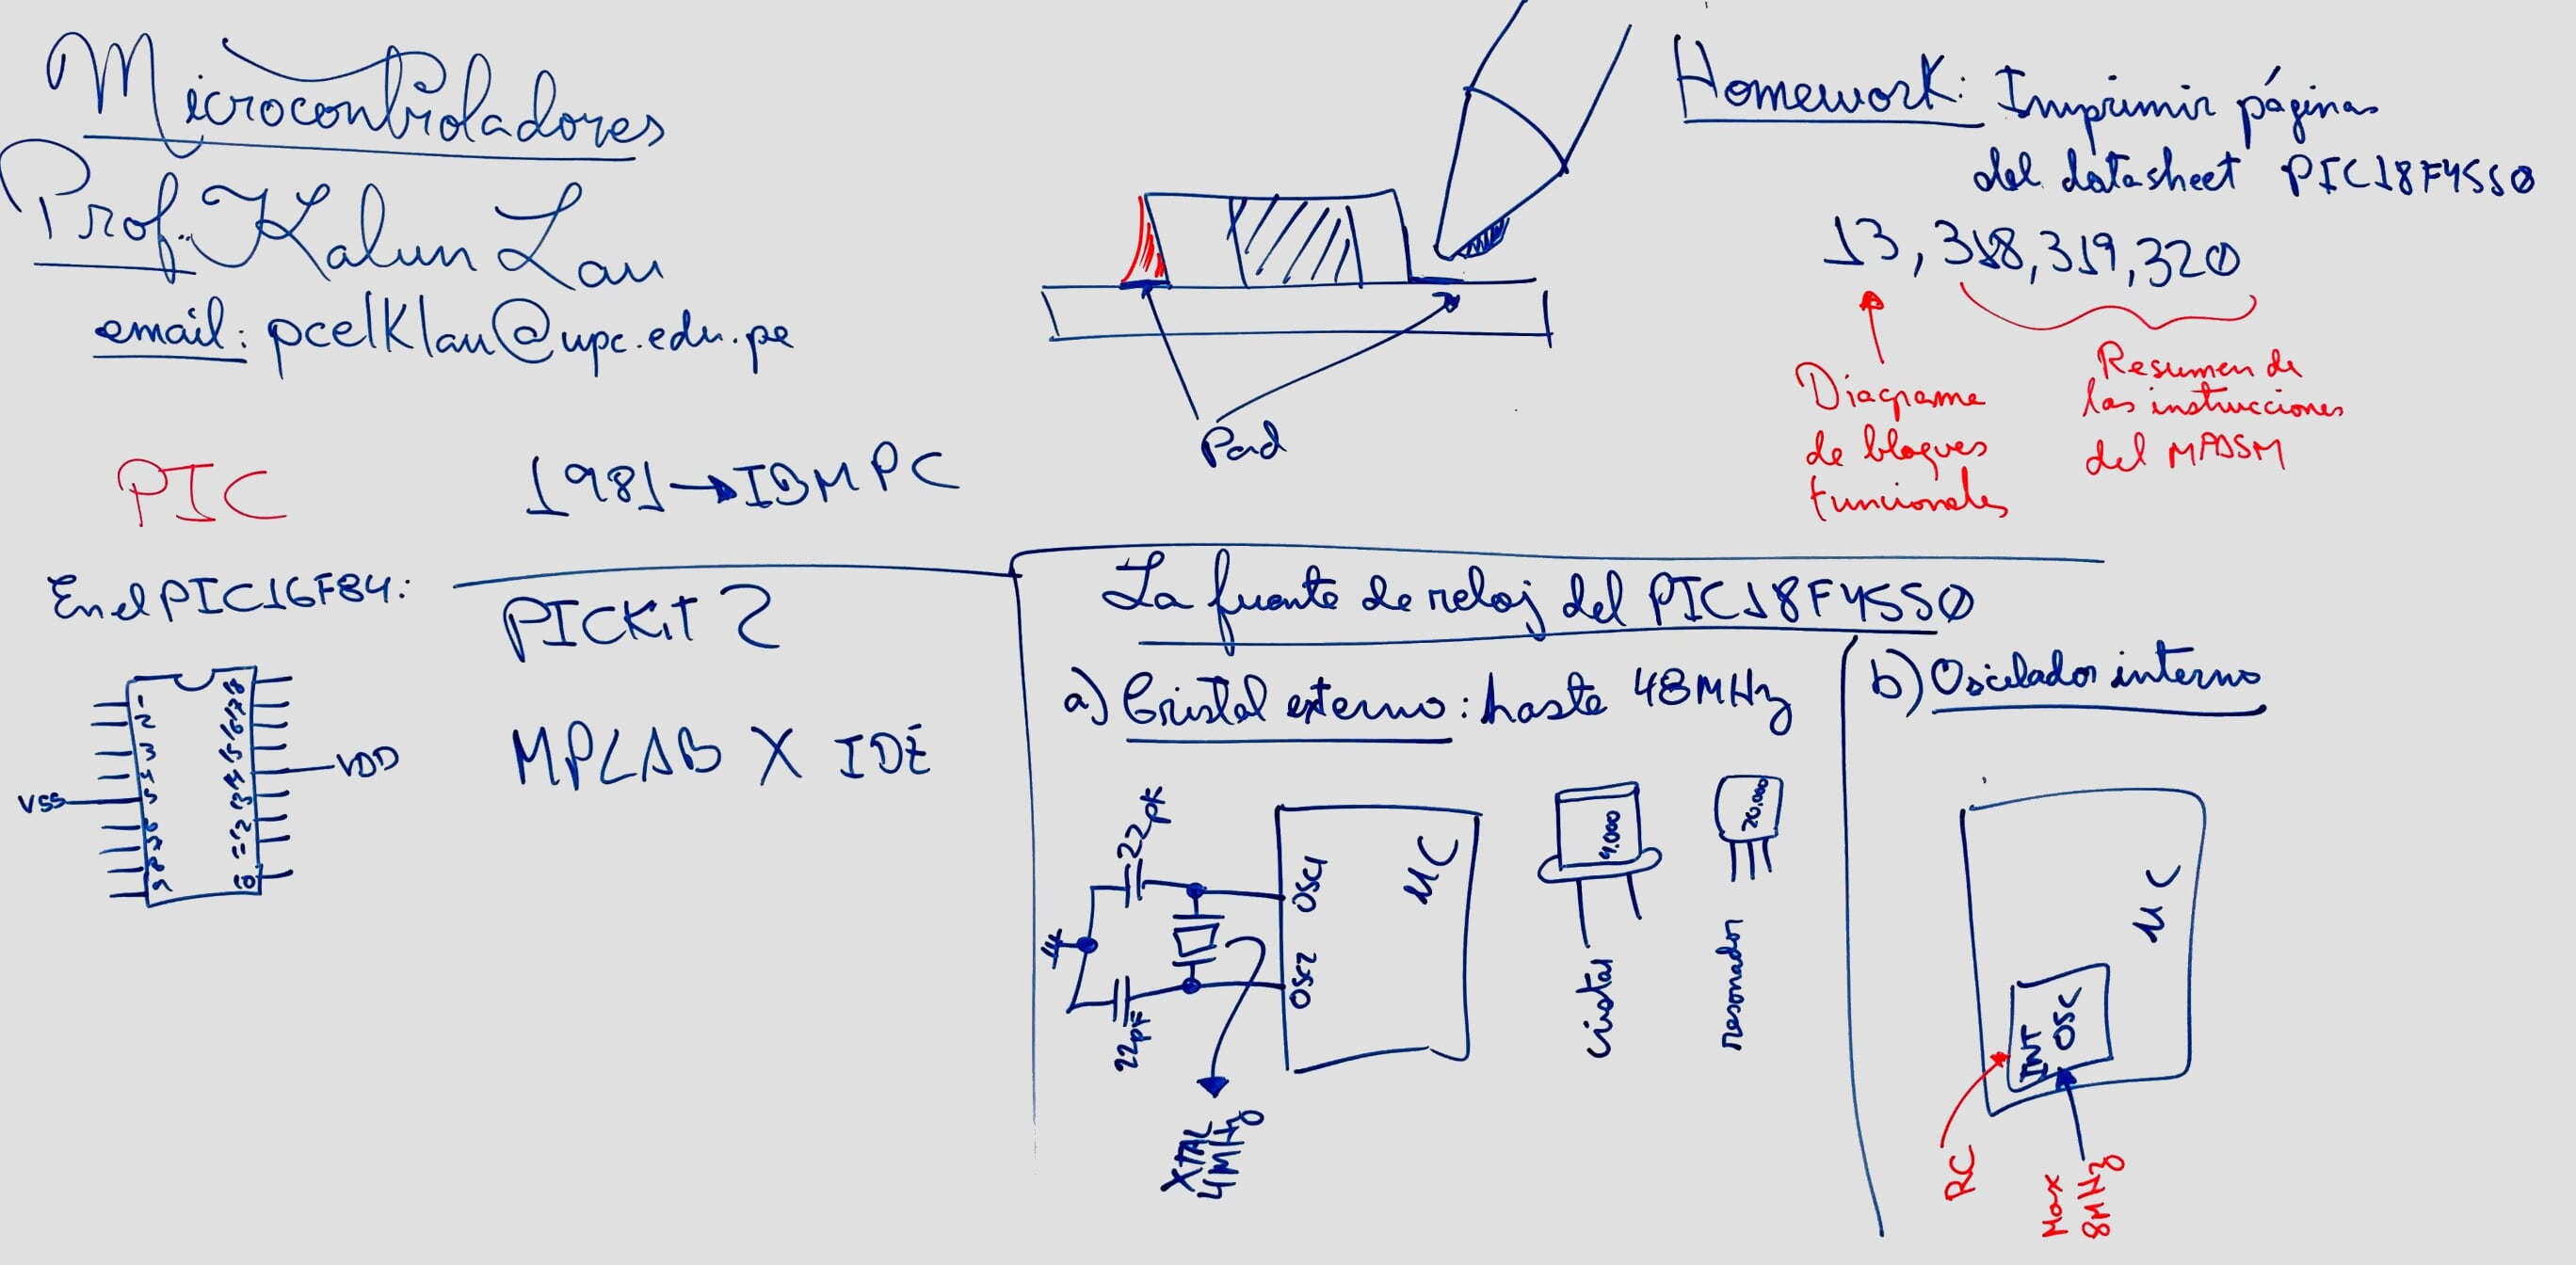 Microcontroladores
Prof. Kalun Lau
email: pcelklau@upc.edu.pe
Homework: Imprimir páginas
del datasheet PIC18F4550
13, 318, 319, 320
Diagrama
de bloques
funcionales
Resumen de
las instrucciones
del MPASM
Pad
PIC
1981→IBM PC
En el PIC16F84:
VSS
VDD
1
2
3
4
5
6
7
8
9
18
17
16
15
14
13
12
11
10
PICKit 2
MPLAB X IDE
La fuente de reloj del PIC18F4550
a) Cristal externo: hasta 48MHz
22pF
22pF
OSC1
OSC2
µC
XTAL
4MHz
4.000
cristal
20.000
resonador
b) Oscilador interno
µC
INT
OSC
RC
Max
8MHz